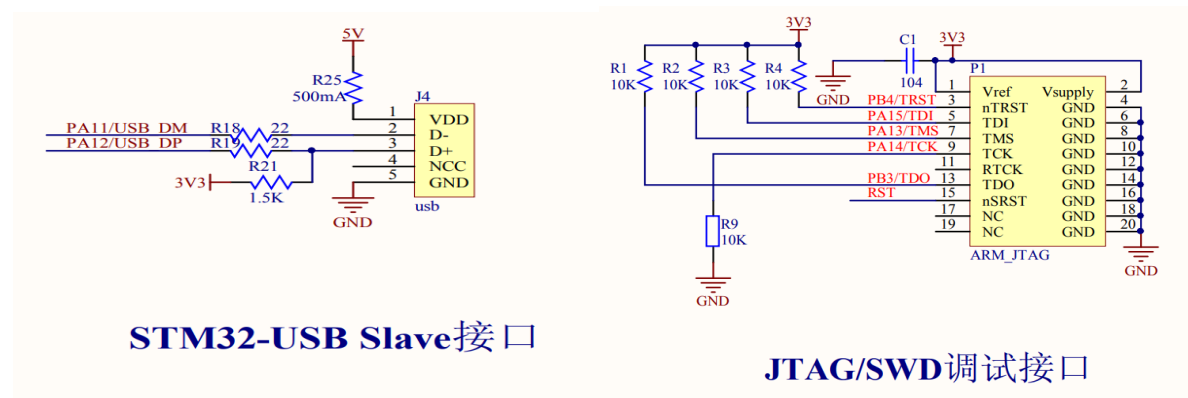 5V
R25
500mA
J4
PA11/USB_DM R18 22 1 VDD
PA12/USB_DP R19 22 2 D-
R21 3 D+
3V3 1.5K 4 NCC
5 GND
GND
usb
STM32-USB Slave接口
3V3
R1 R2 R3 R4
10K 10K 10K 10K
C1
104
GND
3V3
P1
1 Vref Vsupply 2
PB4/TRST 3 nTRST GND 4
PA15/TDI 5 TDI GND 6
PA13/TMS 7 TMS GND 8
PA14/TCK 9 TCK GND 10
11 RTCK GND 12
PB3/TDO 13 TDO GND 14
RST 15 nSRST GND 16
17 NC GND 18
19 NC GND 20
R9
10K
GND
ARM_JTAG
GND
JTAG/SWD调试接口